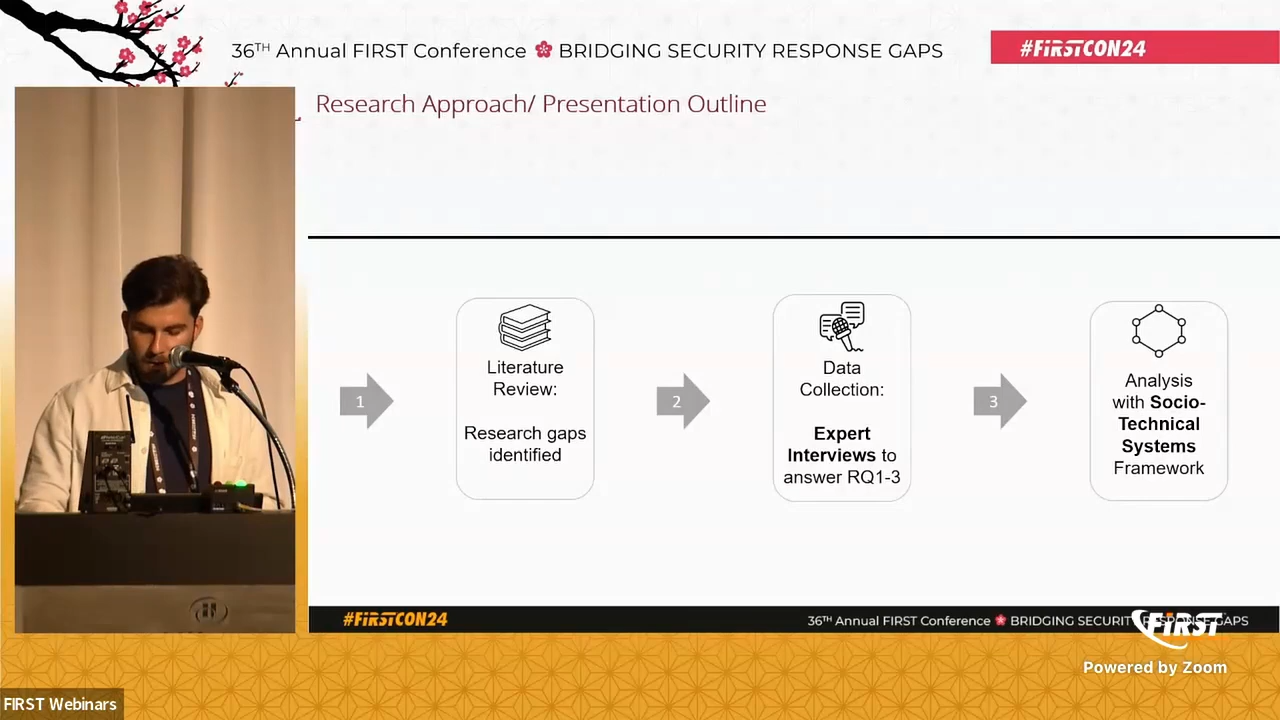 36TH Annual FIRST Conference BRIDGING SECURITY RESPONSE GAPS
#FiRSTCON24
Research Approach/ Presentation Outline
1
Literature
Review:
Research gaps
identified
2
Data
Collection:
Expert
Interviews to
answer RQ1-3
3
Analysis
with Socio-
Technical
Systems
Framework
#FiRSTCON24
36TH Annual FIRST Conference BRIDGING SECURITY RESPONSE GAPS
FiRST
Powered by Zoom
FIRST Webinars